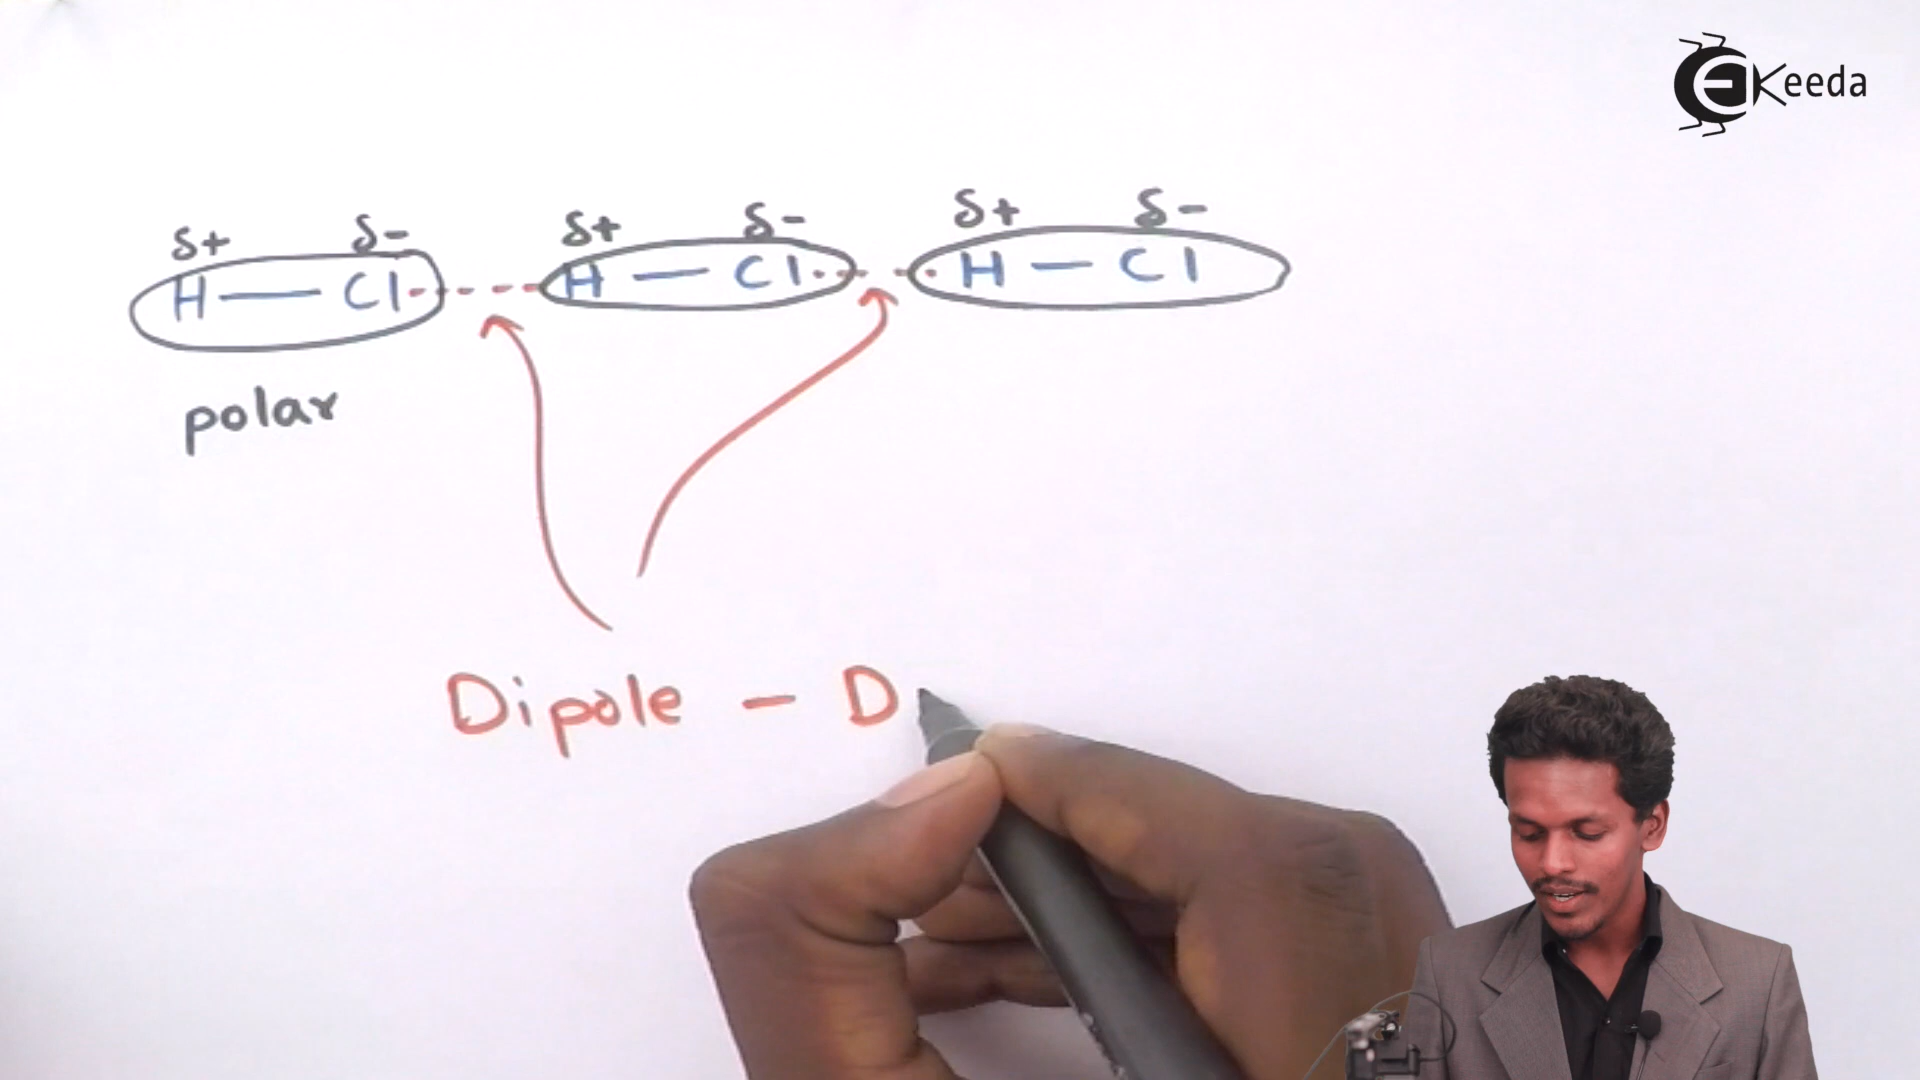 EKeeda
δ+ δ- δ+ δ- δ+ δ-
H — Cl ..... H — Cl ..... H — Cl
polar
Dipole - D